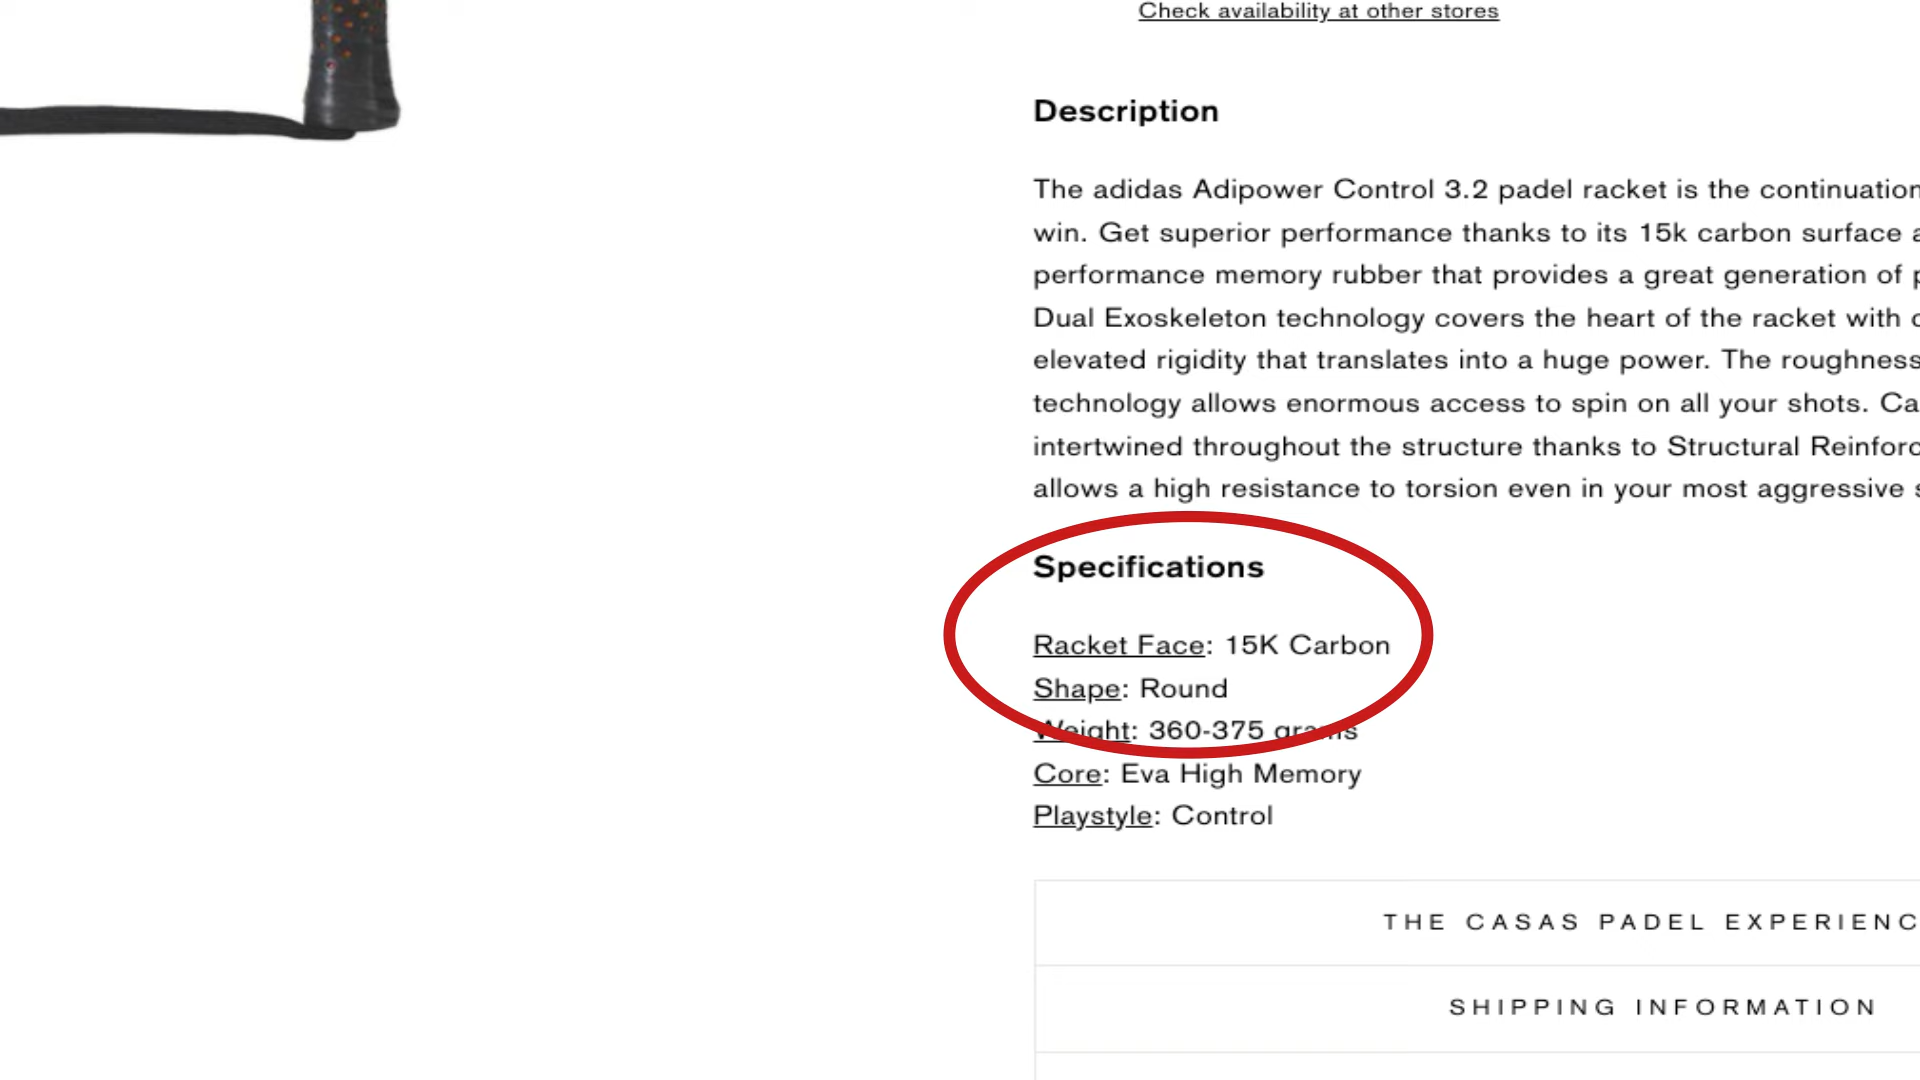 Check availability at other stores
Description
The adidas Adipower Control 3.2 padel racket is the continuation
win. Get superior performance thanks to its 15k carbon surface
performance memory rubber that provides a great generation of
Dual Exoskeleton technology covers the heart of the racket with
elevated rigidity that translates into a huge power. The roughness
technology allows enormous access to spin on all your shots. Ca
intertwined throughout the structure thanks to Structural Reinforc
allows a high resistance to torsion even in your most aggressive
Specifications
Racket Face: 15K Carbon
Shape: Round
Weight: 360-375 grams
Core: Eva High Memory
Playstyle: Control
THE CASAS PADEL EXPERIENC
SHIPPING INFORMATION